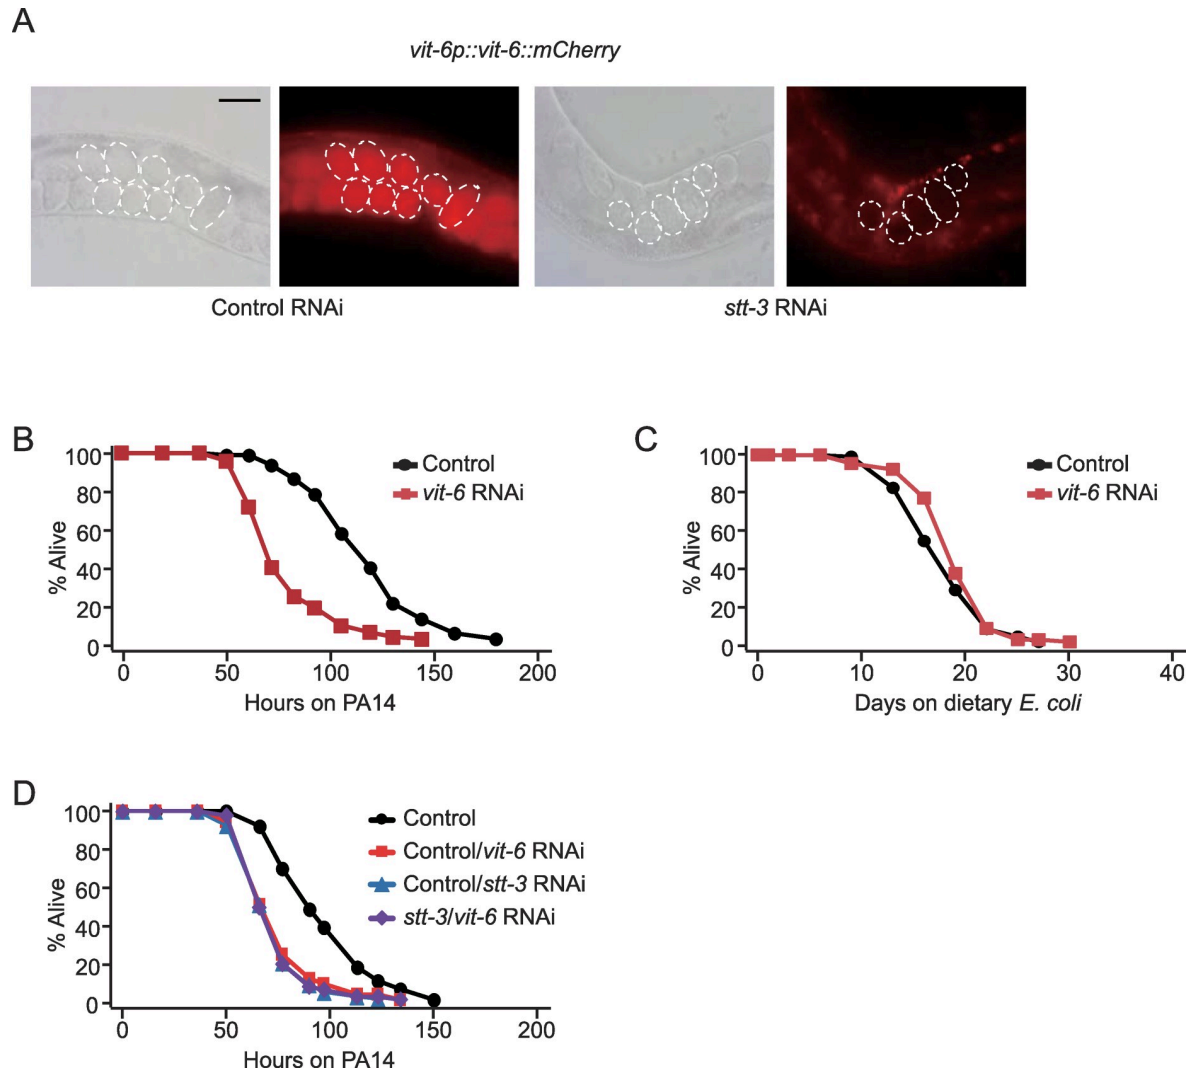 A
vit-6p::vit-6::mCherry
Control RNAi
stt-3 RNAi
B
100
80
60
40
20
0
% Alive
Control
vit-6 RNAi
0 50 100 150 200
Hours on PA14
C
100
80
60
40
20
0
% Alive
Control
vit-6 RNAi
0 10 20 30 40
Days on dietary E. coli
D
100
80
60
40
20
0
% Alive
Control
Control/vit-6 RNAi
Control/stt-3 RNAi
stt-3/vit-6 RNAi
0 50 100 150 200
Hours on PA14